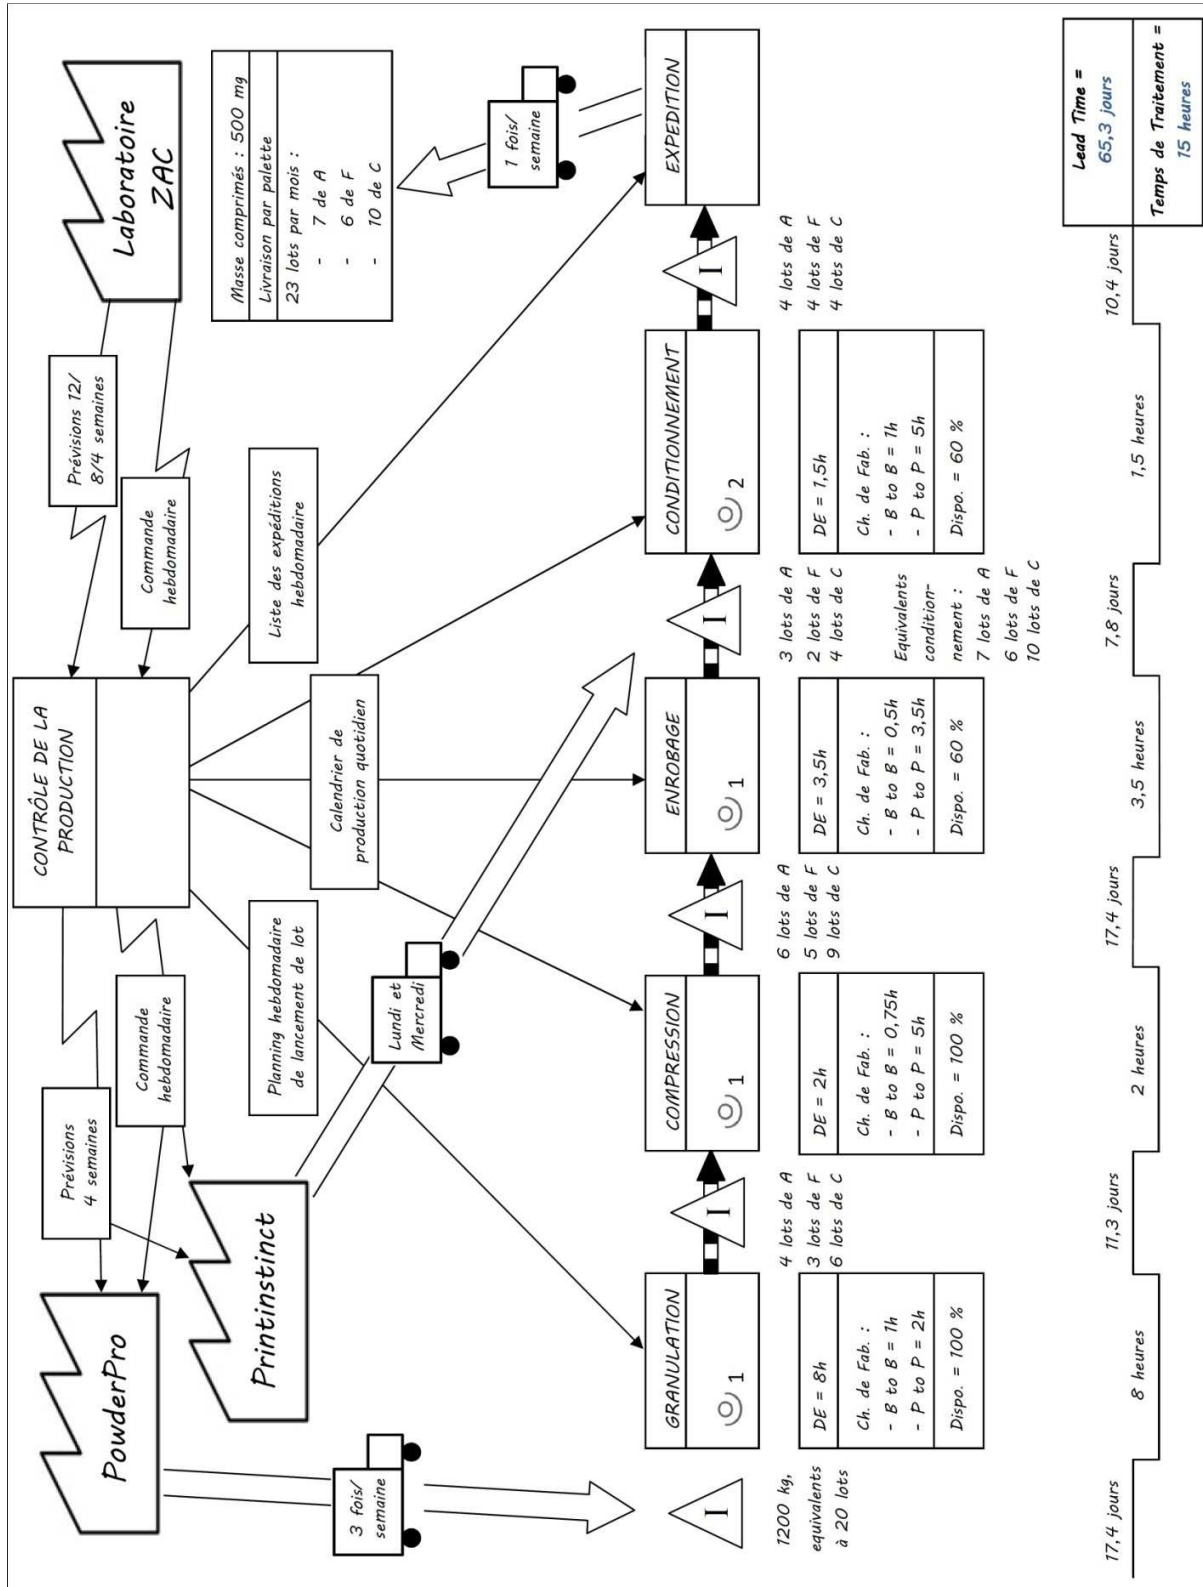 PowderPro
Printinstinct
Prévisions
4 semaines
Commande
hebdomadaire
CONTRÔLE DE LA
PRODUCTION
Prévisions 12/
8/4 semaines
Commande
hebdomadaire
Laboratoire
ZAC
Masse comprimés : 500 mg
Livraison par palette
23 lots par mois :
- 7 de A
- 6 de F
- 10 de C
3 fois/
semaine
Planning hebdomadaire
de lancement de lot
Lundi et
Mercredi
Calendrier de
production quotidien
Liste des expéditions
hebdomadaire
1 fois/
semaine
I
1200 kg,
equivalents
à 20 lots
GRANULATION
1
DE = 8h
Ch. de Fab. :
- B to B = 1h
- P to P = 2h
Dispo. = 100 %
I
4 lots de A
3 lots de F
6 lots de C
COMPRESSION
1
DE = 2h
Ch. de Fab. :
- B to B = 0,75h
- P to P = 5h
Dispo. = 100 %
I
6 lots de A
5 lots de F
9 lots de C
ENROBAGE
1
DE = 3,5h
Ch. de Fab. :
- B to B = 0,5h
- P to P = 3,5h
Dispo. = 60 %
I
3 lots de A
2 lots de F
4 lots de C
Equivalents
condition-
nement :
7 lots de A
6 lots de F
10 lots de C
CONDITIONNEMENT
2
DE = 1,5h
Ch. de Fab. :
- B to B = 1h
- P to P = 5h
Dispo. = 60 %
I
4 lots de A
4 lots de F
4 lots de C
EXPEDITION
17,4 jours
8 heures
11,3 jours
2 heures
17,4 jours
3,5 heures
7,8 jours
1,5 heures
10,4 jours
Lead Time =
65,3 jours
Temps de Traitement =
15 heures